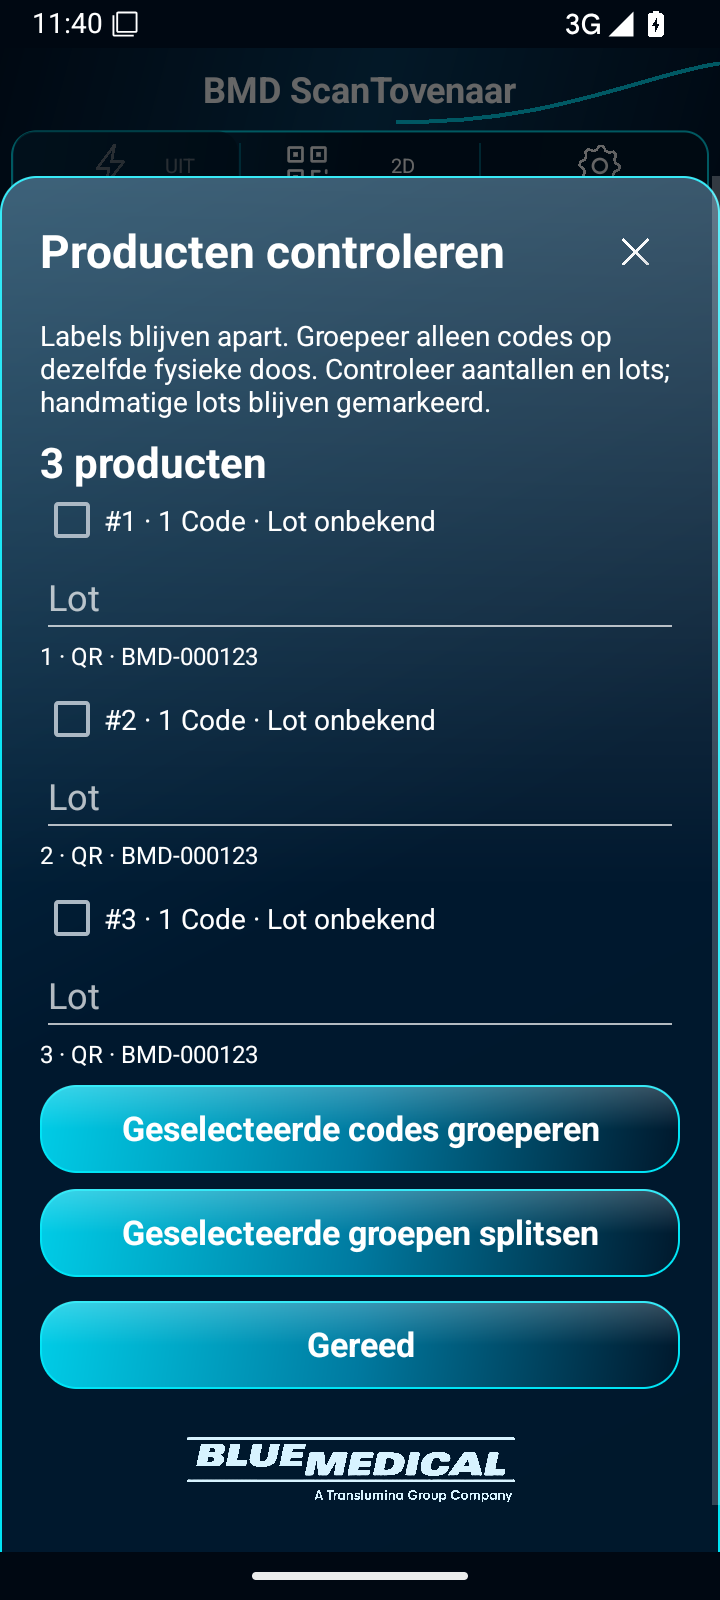 11:40
3G
BMD ScanTovenaar
UIT
2D
Producten controleren
Labels blijven apart. Groepeer alleen codes op
dezelfde fysieke doos. Controleer aantallen en lots;
handmatige lots blijven gemarkeerd.
3 producten
#1 · 1 Code · Lot onbekend
Lot
1 · QR · BMD-000123
#2 · 1 Code · Lot onbekend
Lot
2 · QR · BMD-000123
#3 · 1 Code · Lot onbekend
Lot
3 · QR · BMD-000123
Geselecteerde codes groeperen
Geselecteerde groepen splitsen
Gereed
BLUEMEDICAL
A Translumina Group Company